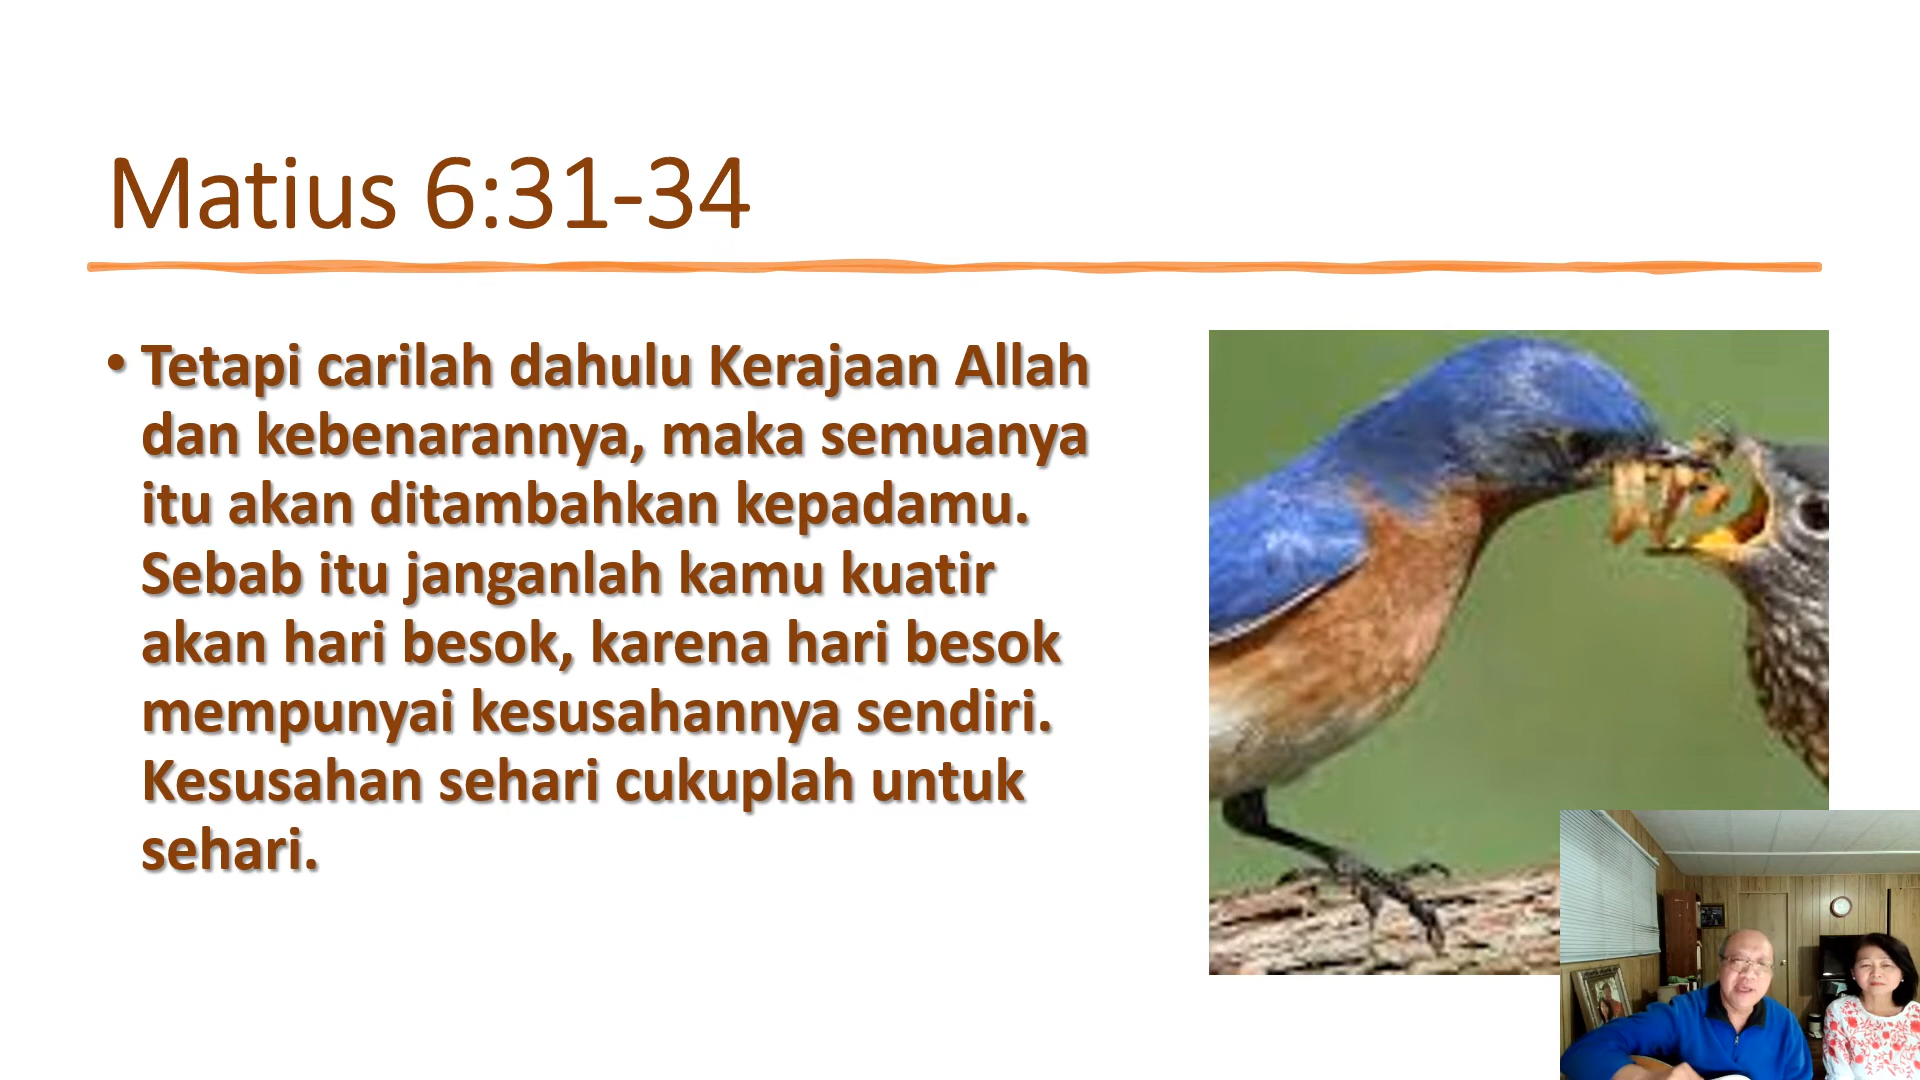 Matius 6:31-34
• Tetapi carilah dahulu Kerajaan Allah
dan kebenarannya, maka semuanya
itu akan ditambahkan kepadamu.
Sebab itu janganlah kamu kuatir
akan hari besok, karena hari besok
mempunyai kesusahannya sendiri.
Kesusahan sehari cukuplah untuk
sehari.